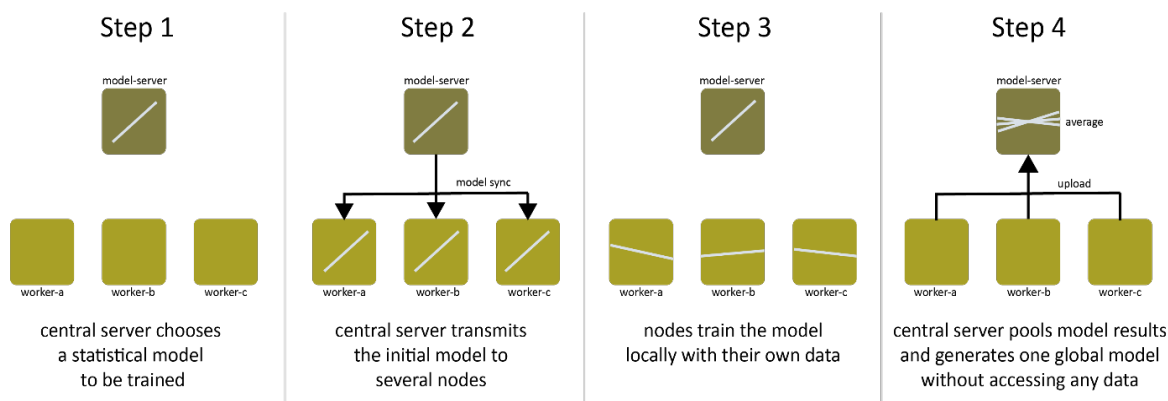 Step 1
model-server
worker-a
worker-b
worker-c
central server chooses
a statistical model
to be trained
Step 2
model-server
model sync
worker-a
worker-b
worker-c
central server transmits
the initial model to
several nodes
Step 3
model-server
worker-a
worker-b
worker-c
nodes train the model
locally with their own data
Step 4
model-server
average
upload
worker-a
worker-b
worker-c
central server pools model results
and generates one global model
without accessing any data